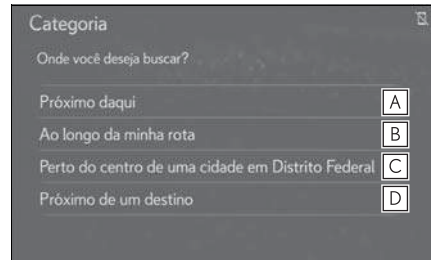 Categoria
Onde você deseja buscar?
Próximo daqui A
Ao longo da minha rota B
Perto do centro de uma cidade em Distrito Federal C
Próximo de um destino D